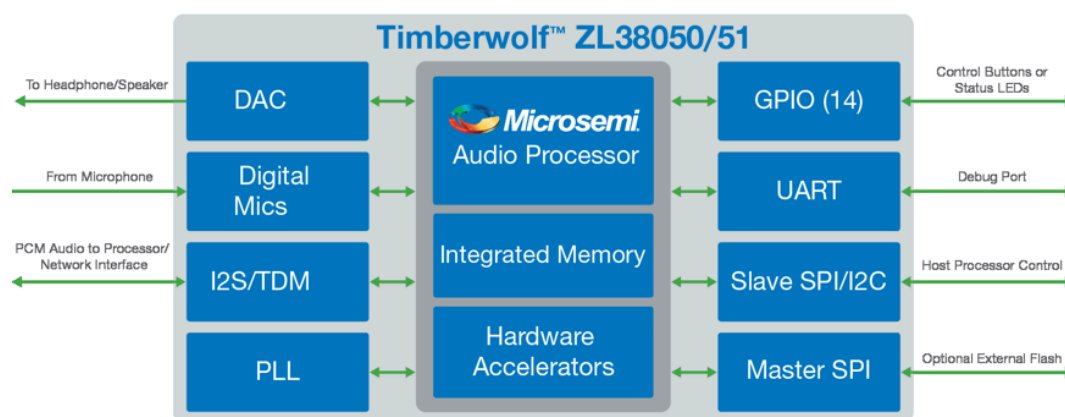 Timberwolf™ ZL38050/51
To Headphone/Speaker
DAC
Microsemi.
Audio Processor
GPIO (14)
Control Buttons or
Status LEDs
From Microphone
Digital
Mics
UART
Debug Port
PCM Audio to Processor/
Network Interface
I2S/TDM
Integrated Memory
Slave SPI/I2C
Host Processor Control
PLL
Hardware
Accelerators
Master SPI
Optional External Flash